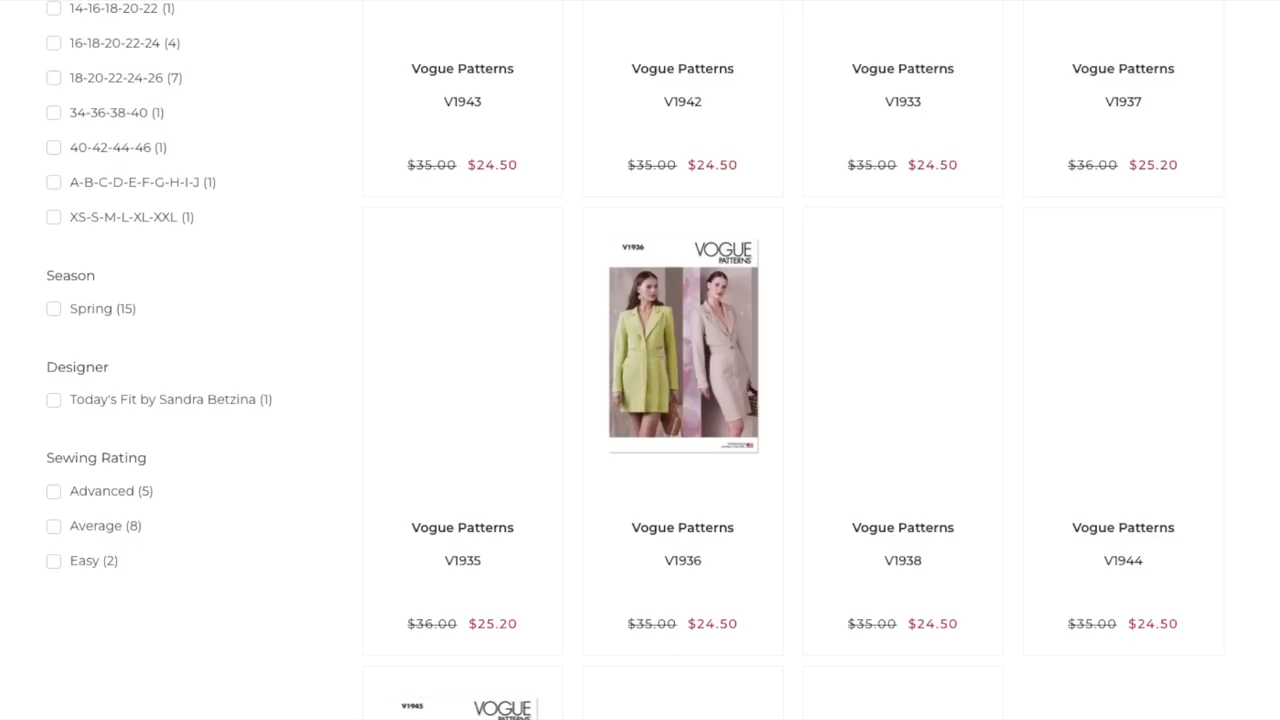 14-16-18-20-22 (1)
16-18-20-22-24 (4)
18-20-22-24-26 (7)
34-36-38-40 (1)
40-42-44-46 (1)
A-B-C-D-E-F-G-H-I-J (1)
XS-S-M-L-XL-XXL (1)
Season
Spring (15)
Designer
Today's Fit by Sandra Betzina (1)
Sewing Rating
Advanced (5)
Average (8)
Easy (2)
Vogue Patterns
V1943
$35.00 $24.50
Vogue Patterns
V1942
$35.00 $24.50
Vogue Patterns
V1933
$35.00 $24.50
Vogue Patterns
V1937
$36.00 $25.20
Vogue Patterns
V1935
$36.00 $25.20
V1936
VOGUE
PATTERNS
Vogue Patterns
V1936
$35.00 $24.50
Vogue Patterns
V1938
$35.00 $24.50
Vogue Patterns
V1944
$35.00 $24.50
V1945
VOGUE
PATTERNS